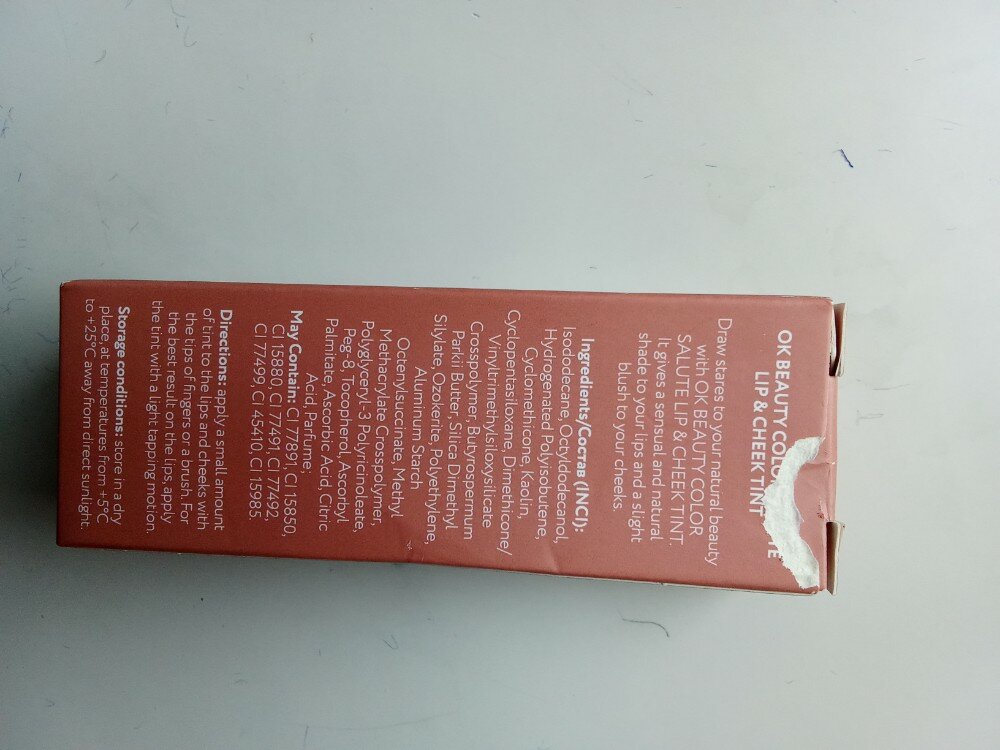 OK BEAUTY COLO TE
LIP & CHEEK TINT
Draw stares to your natural beauty
with OK BEAUTY COLOR
SALUTE LIP & CHEEK TINT.
It gives a sensual and natural
shade to your lips and a slight
blush to your cheeks.
Ingredients/Состав (INCI):
Isododecane, Octyldodecanol,
Hydrogenated Polyisobutene,
Cyclomethicone, Kaolin,
Cyclopentasiloxane, Dimethicone/
Vinyltrimethylsiloxysilicate
Crosspolymer, Butyrospermum
Parkii Butter, Silica Dimethyl
Silylate, Ozokerite, Polyethylene,
Aluminum Starch
Octenylsuccinate, Methyl
Methacrylate Crosspolymer,
Polyglyceryl-3 Polyricinoleate,
Peg-8, Tocopherol, Ascorbyl
Palmitate, Ascorbic Acid, Citric
Acid, Parfume,
May Contain: CI 77891, CI 15850,
CI 15880, CI 77491, CI 77492,
CI 77499, CI 45410, CI 15985.
Directions: apply a small amount
of tint to the lips and cheeks with
the tips of fingers or a brush. For
the best result on the lips, apply
the tint with a light tapping motion.
Storage conditions: store in a dry
place, at temperatures from +5°C
to +25°C away from direct sunlight.